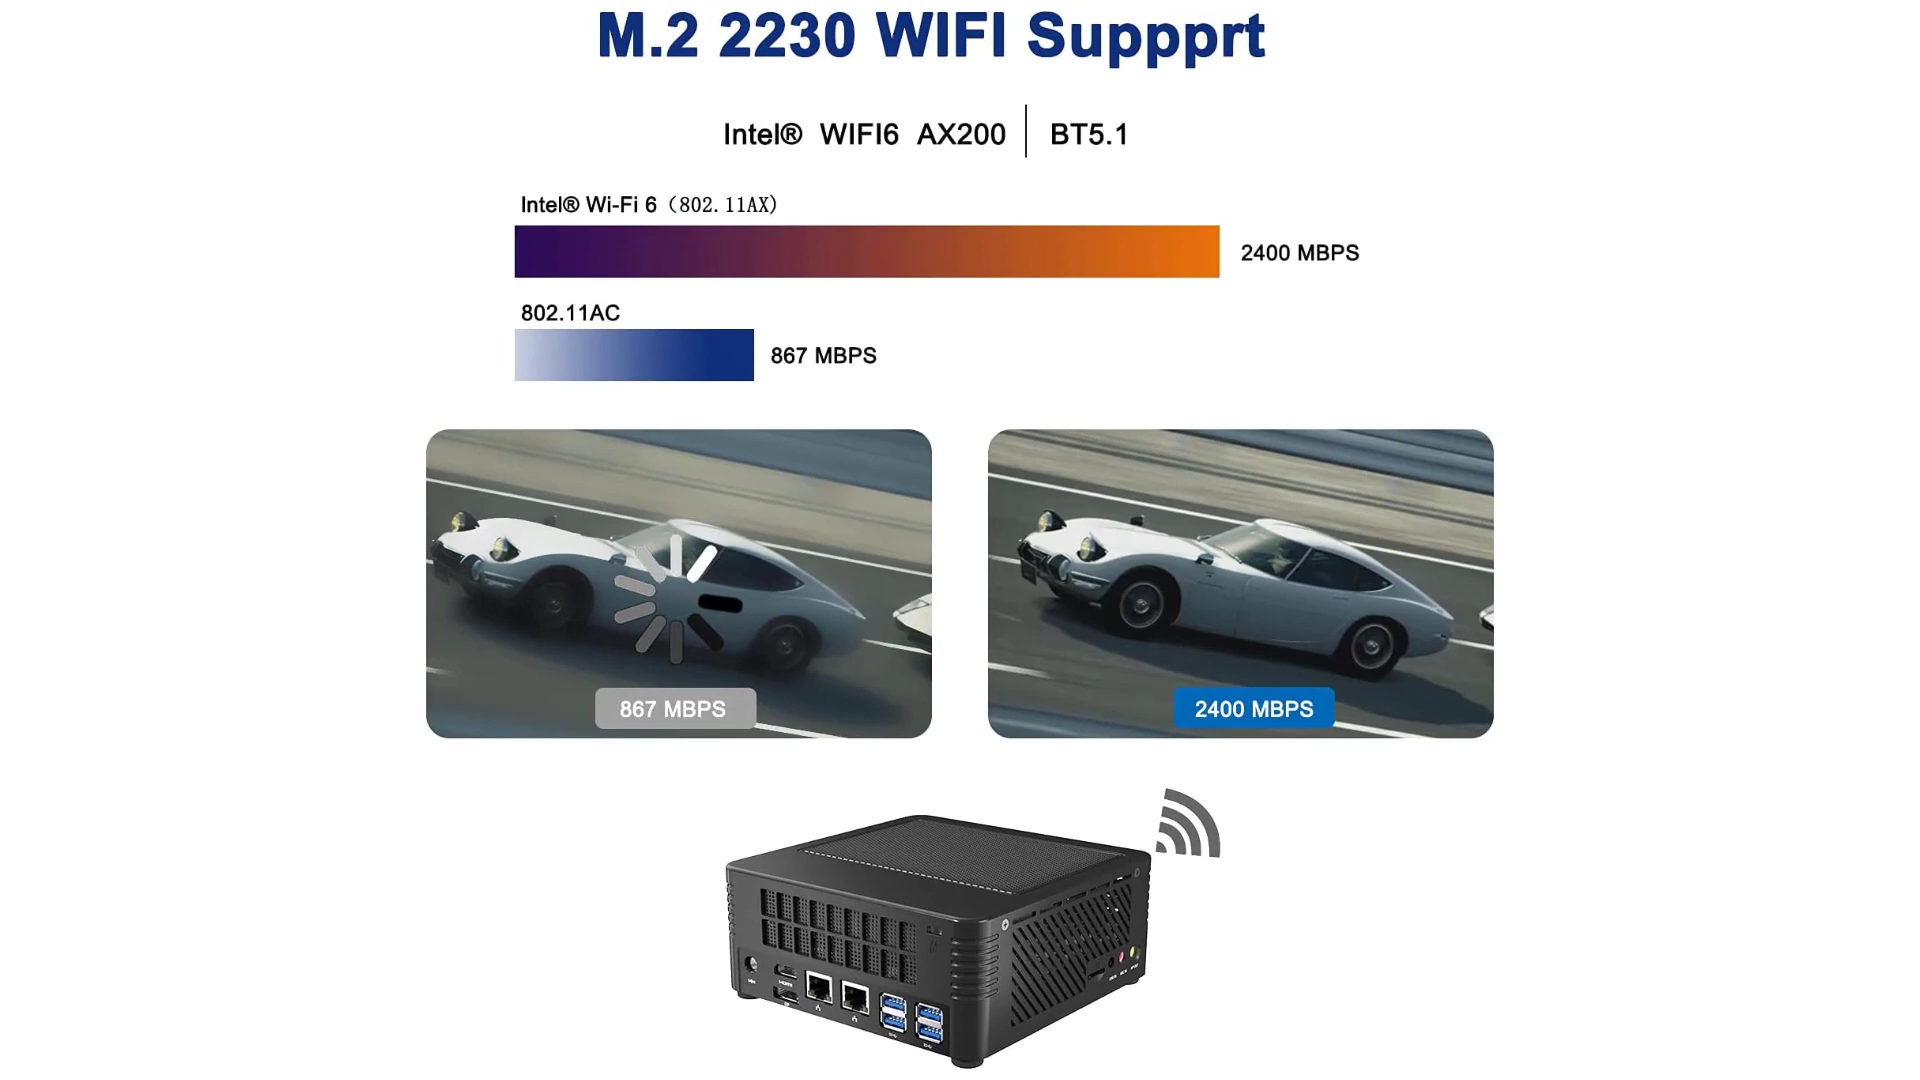 M.2 2230 WIFI Suppprt
Intel® WIFI6 AX200 | BT5.1
Intel® Wi-Fi 6（802.11AX）
2400 MBPS
802.11AC
867 MBPS
867 MBPS
2400 MBPS
HDMI